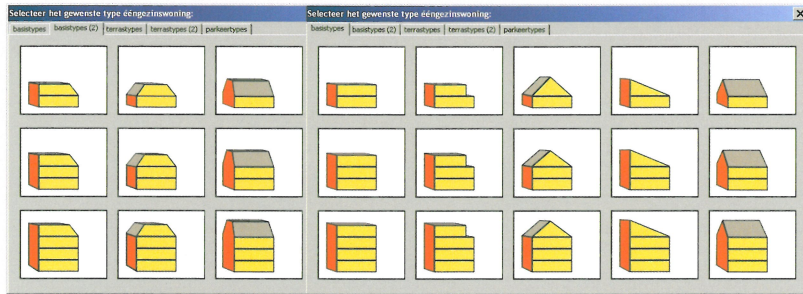 Selecteer het gewenste type ééngezinswoning:
basistypes basistypes (2) terrastypes terrastypes (2) parkeertypes
Selecteer het gewenste type ééngezinswoning:
basistypes basistypes (2) terrastypes terrastypes (2) parkeertypes